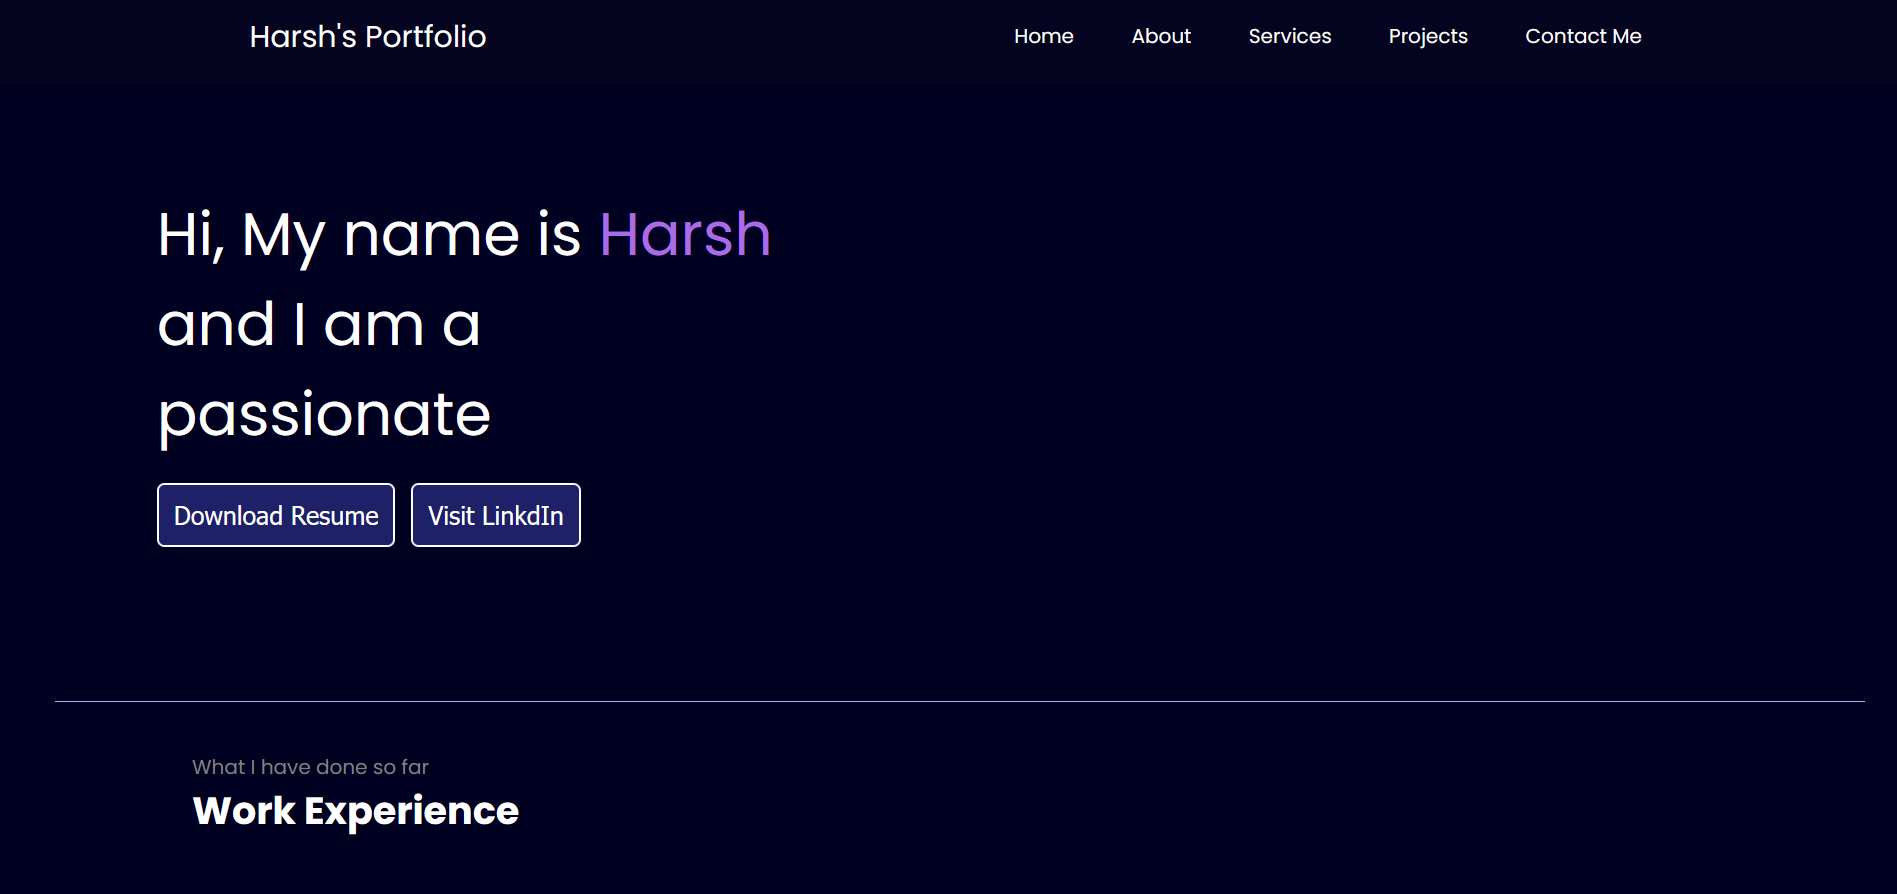 Harsh's Portfolio
Home About Services Projects Contact Me
Hi, My name is Harsh
and I am a
passionate
Download Resume Visit LinkdIn
What I have done so far
Work Experience